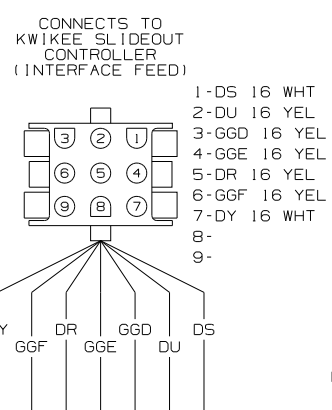 CONNECTS TO
KWIKEE SLIDEOUT
CONTROLLER
(INTERFACE FEED)
1-DS 16 WHT
2-DU 16 YEL
3-GGD 16 YEL
4-GGE 16 YEL
5-DR 16 YEL
6-GGF 16 YEL
7-DY 16 WHT
8-
9-
3 2 1
6 5 4
9 8 7
Y DR GGD DS
GGF GGE DU